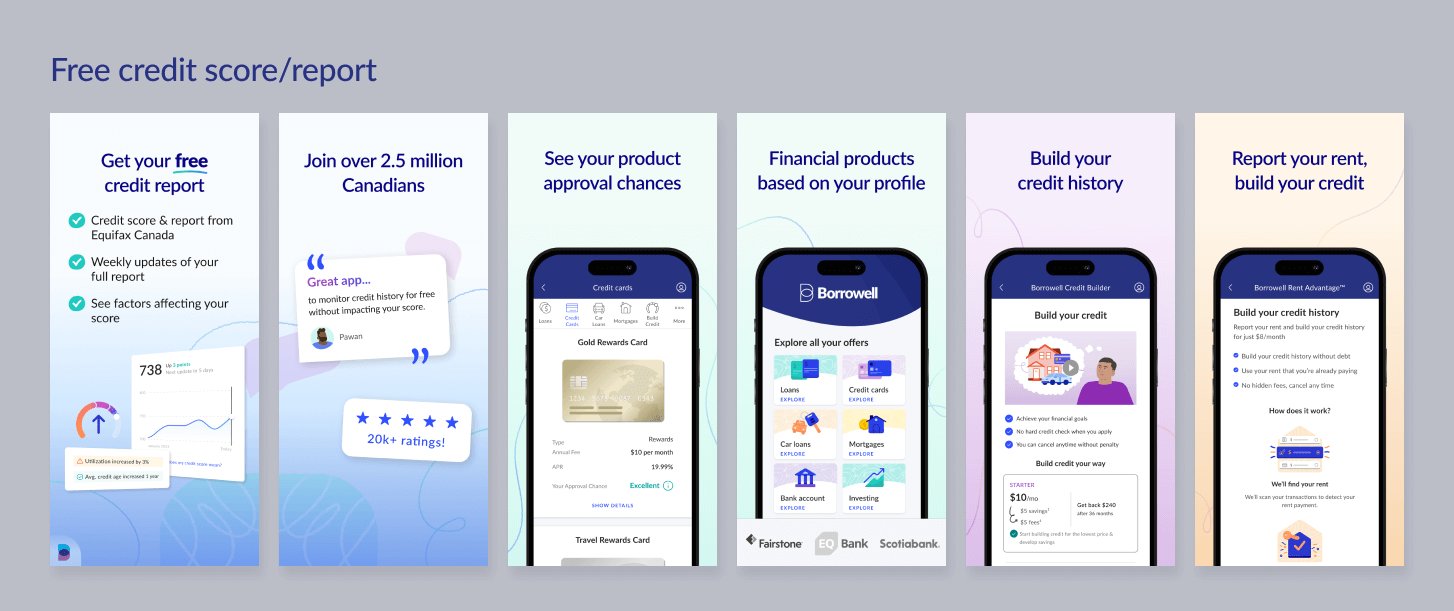 Free credit score/report
Get your free
credit report
Credit score & report from
Equifax Canada
Weekly updates of your
full report
See factors affecting your
score
738
Up 3 points
Next update in 5 days
Utilization increased by 3%
Avg. credit age increased 1 year
Join over 2.5 million
Canadians
“
Great app...
to monitor credit history for free
without impacting your score.
Pawan
”
20k+ ratings!
See your product
approval chances
Credit cards
Loans
Credit
Cards
Car
Loans
Mortgages
Build
Credit
More
Gold Rewards Card
Type Rewards
Annual Fee $10 per month
APR 19.99%
Your Approval Chance Excellent
SHOW DETAILS
Travel Rewards Card
Financial products
based on your profile
Borrowell
Explore all your offers
Loans
EXPLORE
Credit cards
EXPLORE
Car loans
EXPLORE
Mortgages
EXPLORE
Bank account
EXPLORE
Investing
EXPLORE
Fairstone
EQ Bank
Scotiabank
Build your
credit history
Borrowell Credit Builder
Build your credit
Achieve your financial goals
No hard credit check when you apply
You can cancel anytime without penalty
Build credit your way
STARTER
$10/mo
$5 savings¹
$5 fees²
Get back $240
after 36 months
Start building credit for the lowest price &
develop savings
Report your rent,
build your credit
Borrowell Rent Advantage™
Build your credit history
Report your rent and build your credit history
for just $8/month
Build your credit history without debt
Use your rent that you're already paying
No hidden fees, cancel any time
How does it work?
We'll find your rent
We'll scan your transactions to detect your
rent payment.